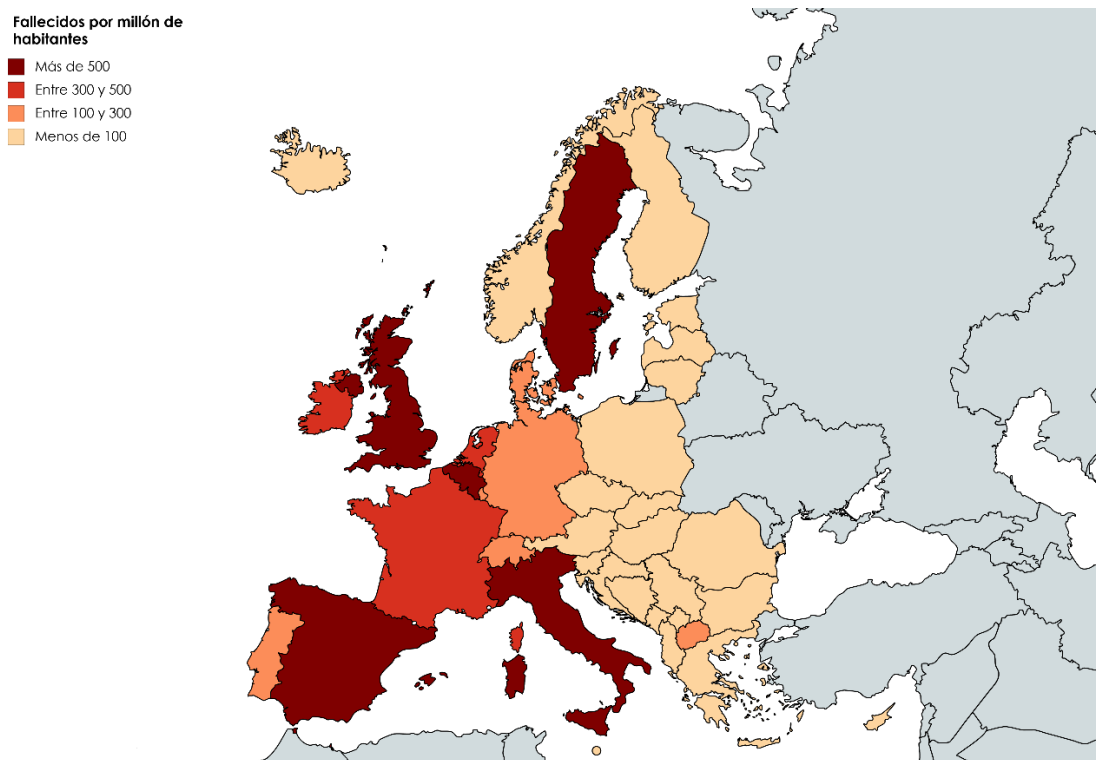 Fallecidos por millón de
habitantes
Más de 500
Entre 300 y 500
Entre 100 y 300
Menos de 100